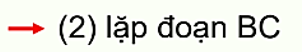 (2) lặp đoạn BC